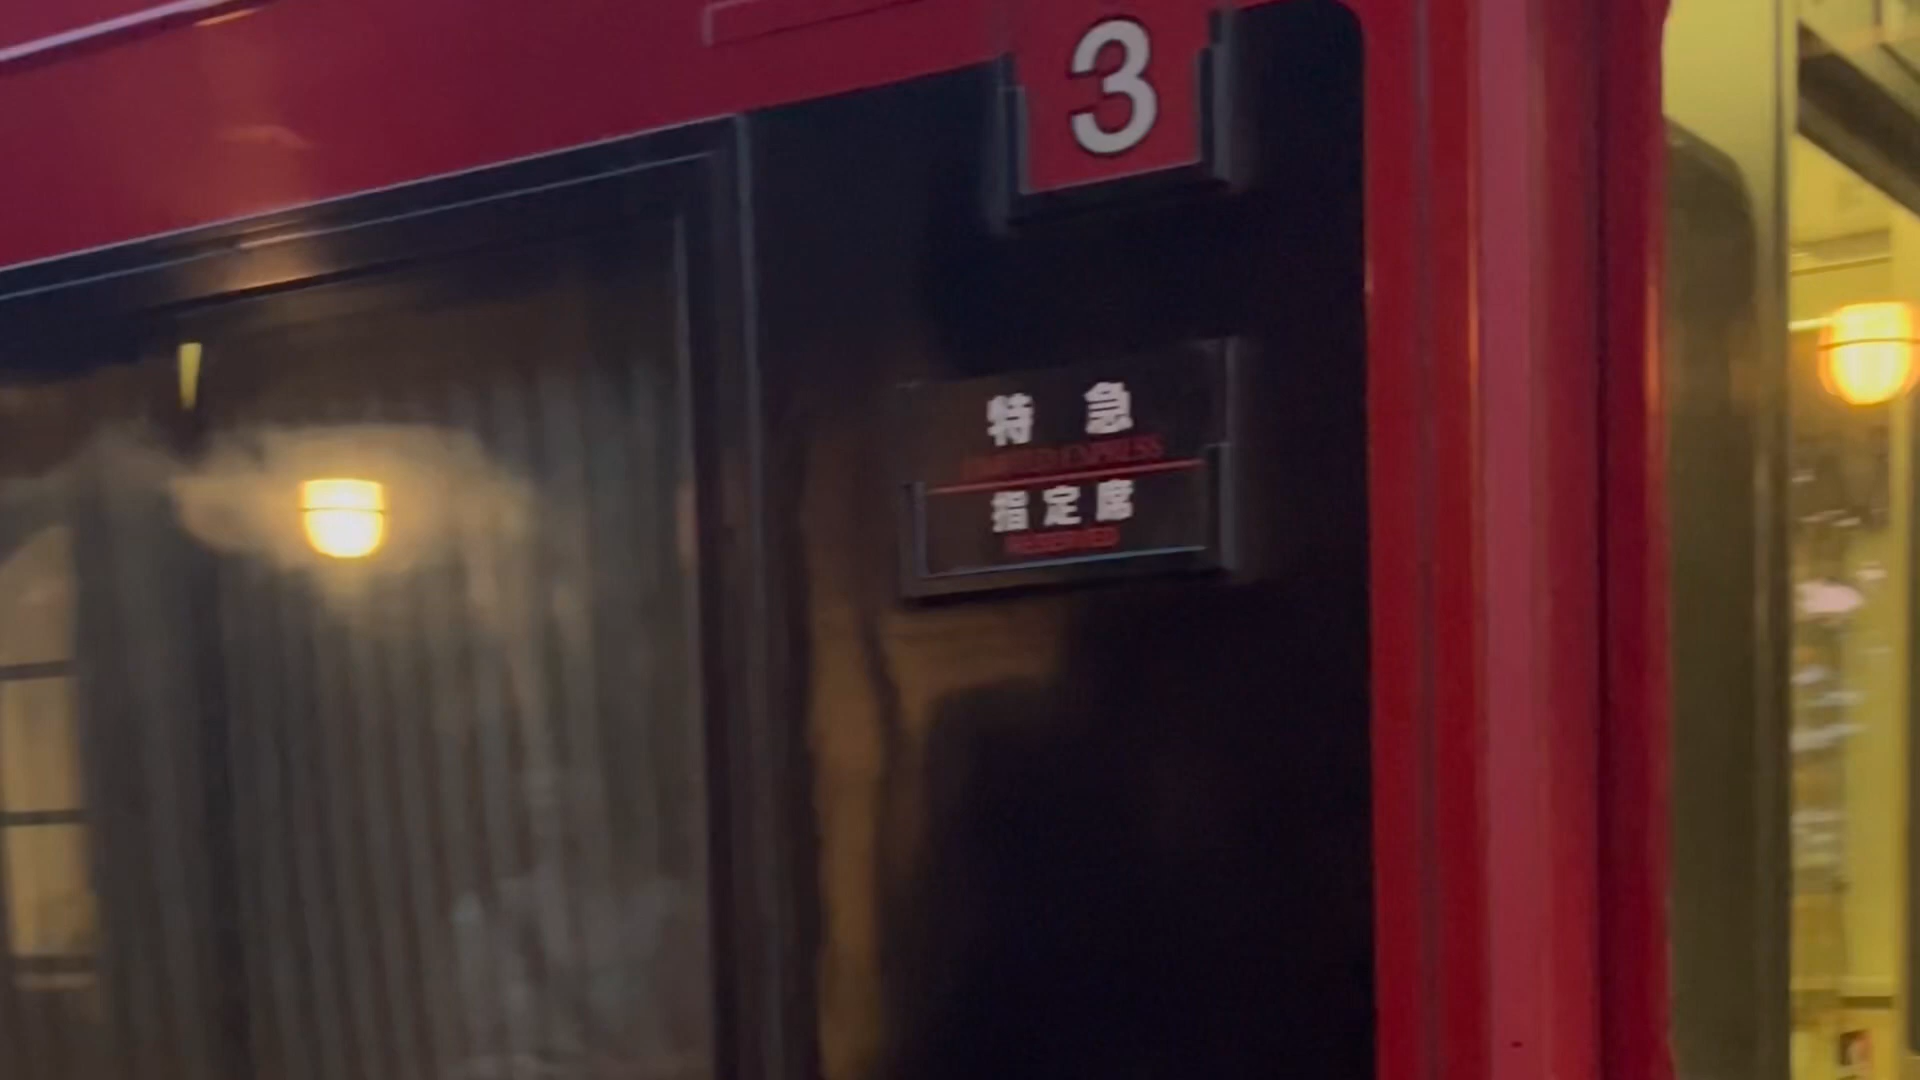 3
特急
LIMITED EXPRESS
指定席
RESERVED